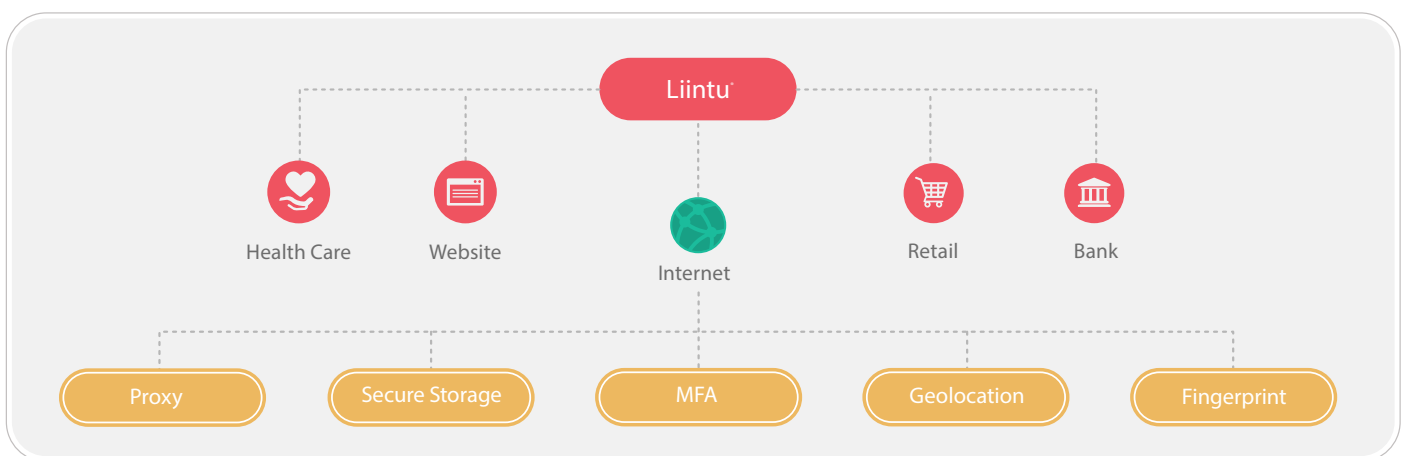 Liintu
Health Care
Website
Internet
Retail
Bank
Proxy
Secure Storage
MFA
Geolocation
Fingerprint